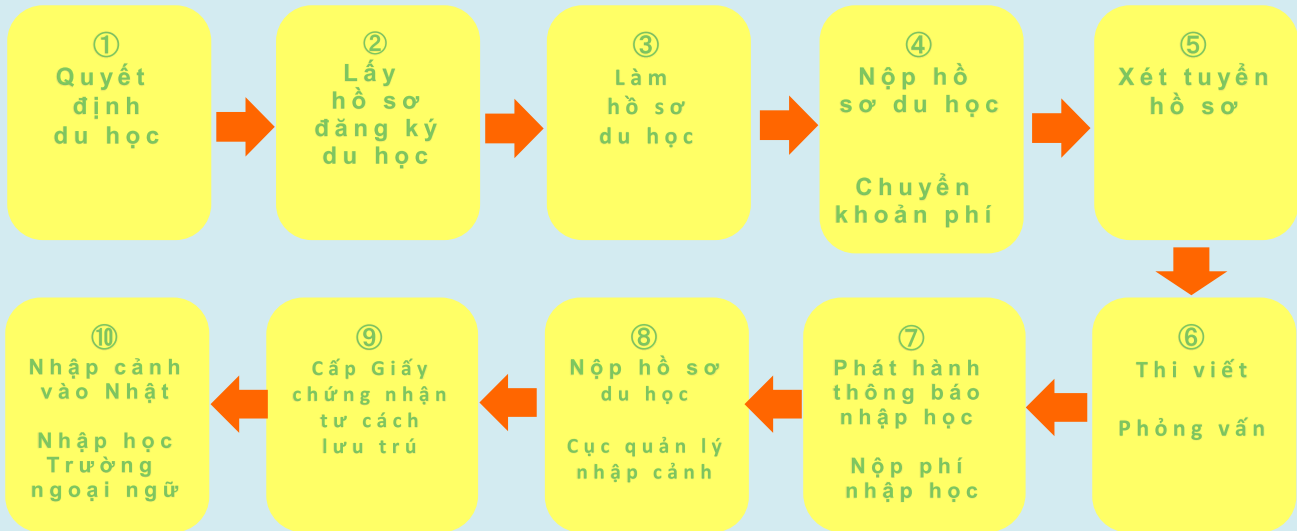 ①
Quyết
định
du học
②
Lấy
hồ sơ
đăng ký
du học
③
Làm
hồ sơ
du học
④
Nộp hồ
sơ du học
Chuyển
khoản phí
⑤
Xét tuyển
hồ sơ
⑥
Thi viết
Phỏng vấn
⑦
Phát hành
thông báo
nhập học
Nộp phí
nhập học
⑧
Nộp hồ sơ
du học
Cục quản lý
nhập cảnh
⑨
Cấp Giấy
chứng nhận
tư cách
lưu trú
⑩
Nhập cảnh
vào Nhật
Nhập học
Trường
ngoại ngữ